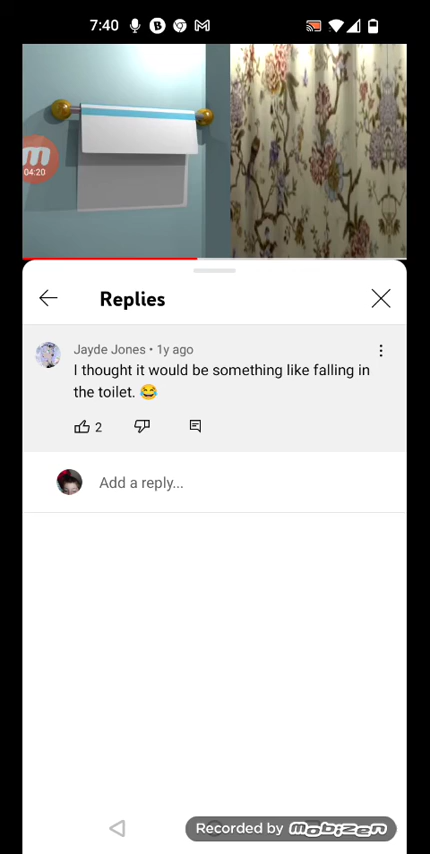 7:40
B
04:20
Replies
Jayde Jones • 1y ago
I thought it would be something like falling in
the toilet. 😂
2
Add a reply...
Recorded by mobizen